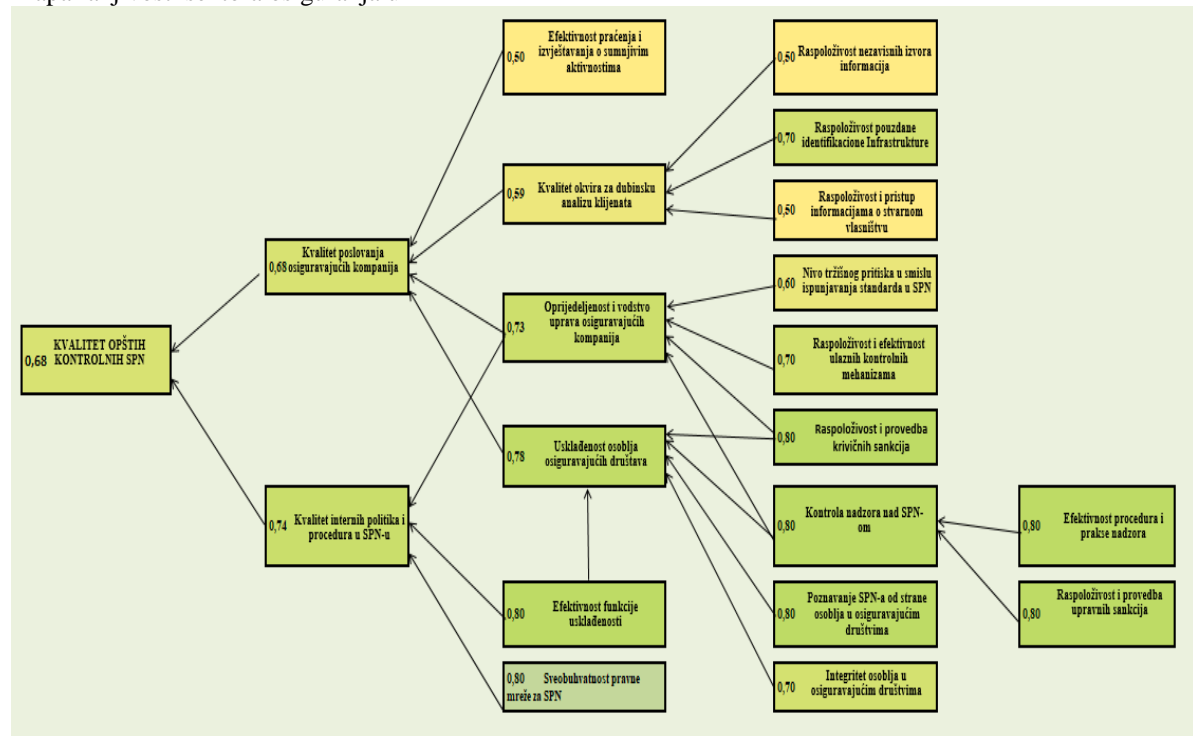 0,68
KVALITET OPŠTIH
KONTROLNIH SPN
0,68
Kvalitet poslovanja
osiguravajućih kompanija
0,74
Kvalitet internih politika i
procedura u SPN-u
0,50
Efektivnost praćenja i
izvještavanja o sumnjivim
aktivnostima
0,59
Kvalitet okvira za dubinsku
analizu klijenata
0,73
Oprijedeljenost i vodstvo
uprava osiguravajućih
kompanija
0,78
Usklađenost osoblja
osiguravajućih društava
0,80
Efektivnost funkcije
usklađenosti
0,80 Sveobuhvatnost pravne
mreže za SPN
0,50
Raspoloživost nezavisnih izvora
informacija
0,70
Raspoloživost pouzdane
identifikacione Infrastrukture
0,50
Raspoloživost i pristup
informacijama o stvarnom
vlasništvu
0,60
Nivo tržišnog pritiska u smislu
ispunjavanja standarda u SPN
0,70
Raspoloživost i efektivnost
ulaznih kontrolnih
mehanizama
0,80
Raspoloživost i provedba
krivičnih sankcija
0,80
Kontrola nadzora nad SPN-
om
0,80
Poznavanje SPN-a od strane
osoblja u osiguravajućim
društvima
0,70
Integritet osoblja u
osiguravajućim društvima
0,80
Efektivnost procedura i
prakse nadzora
0,80
Raspoloživost i provedba
upravnih sankcija